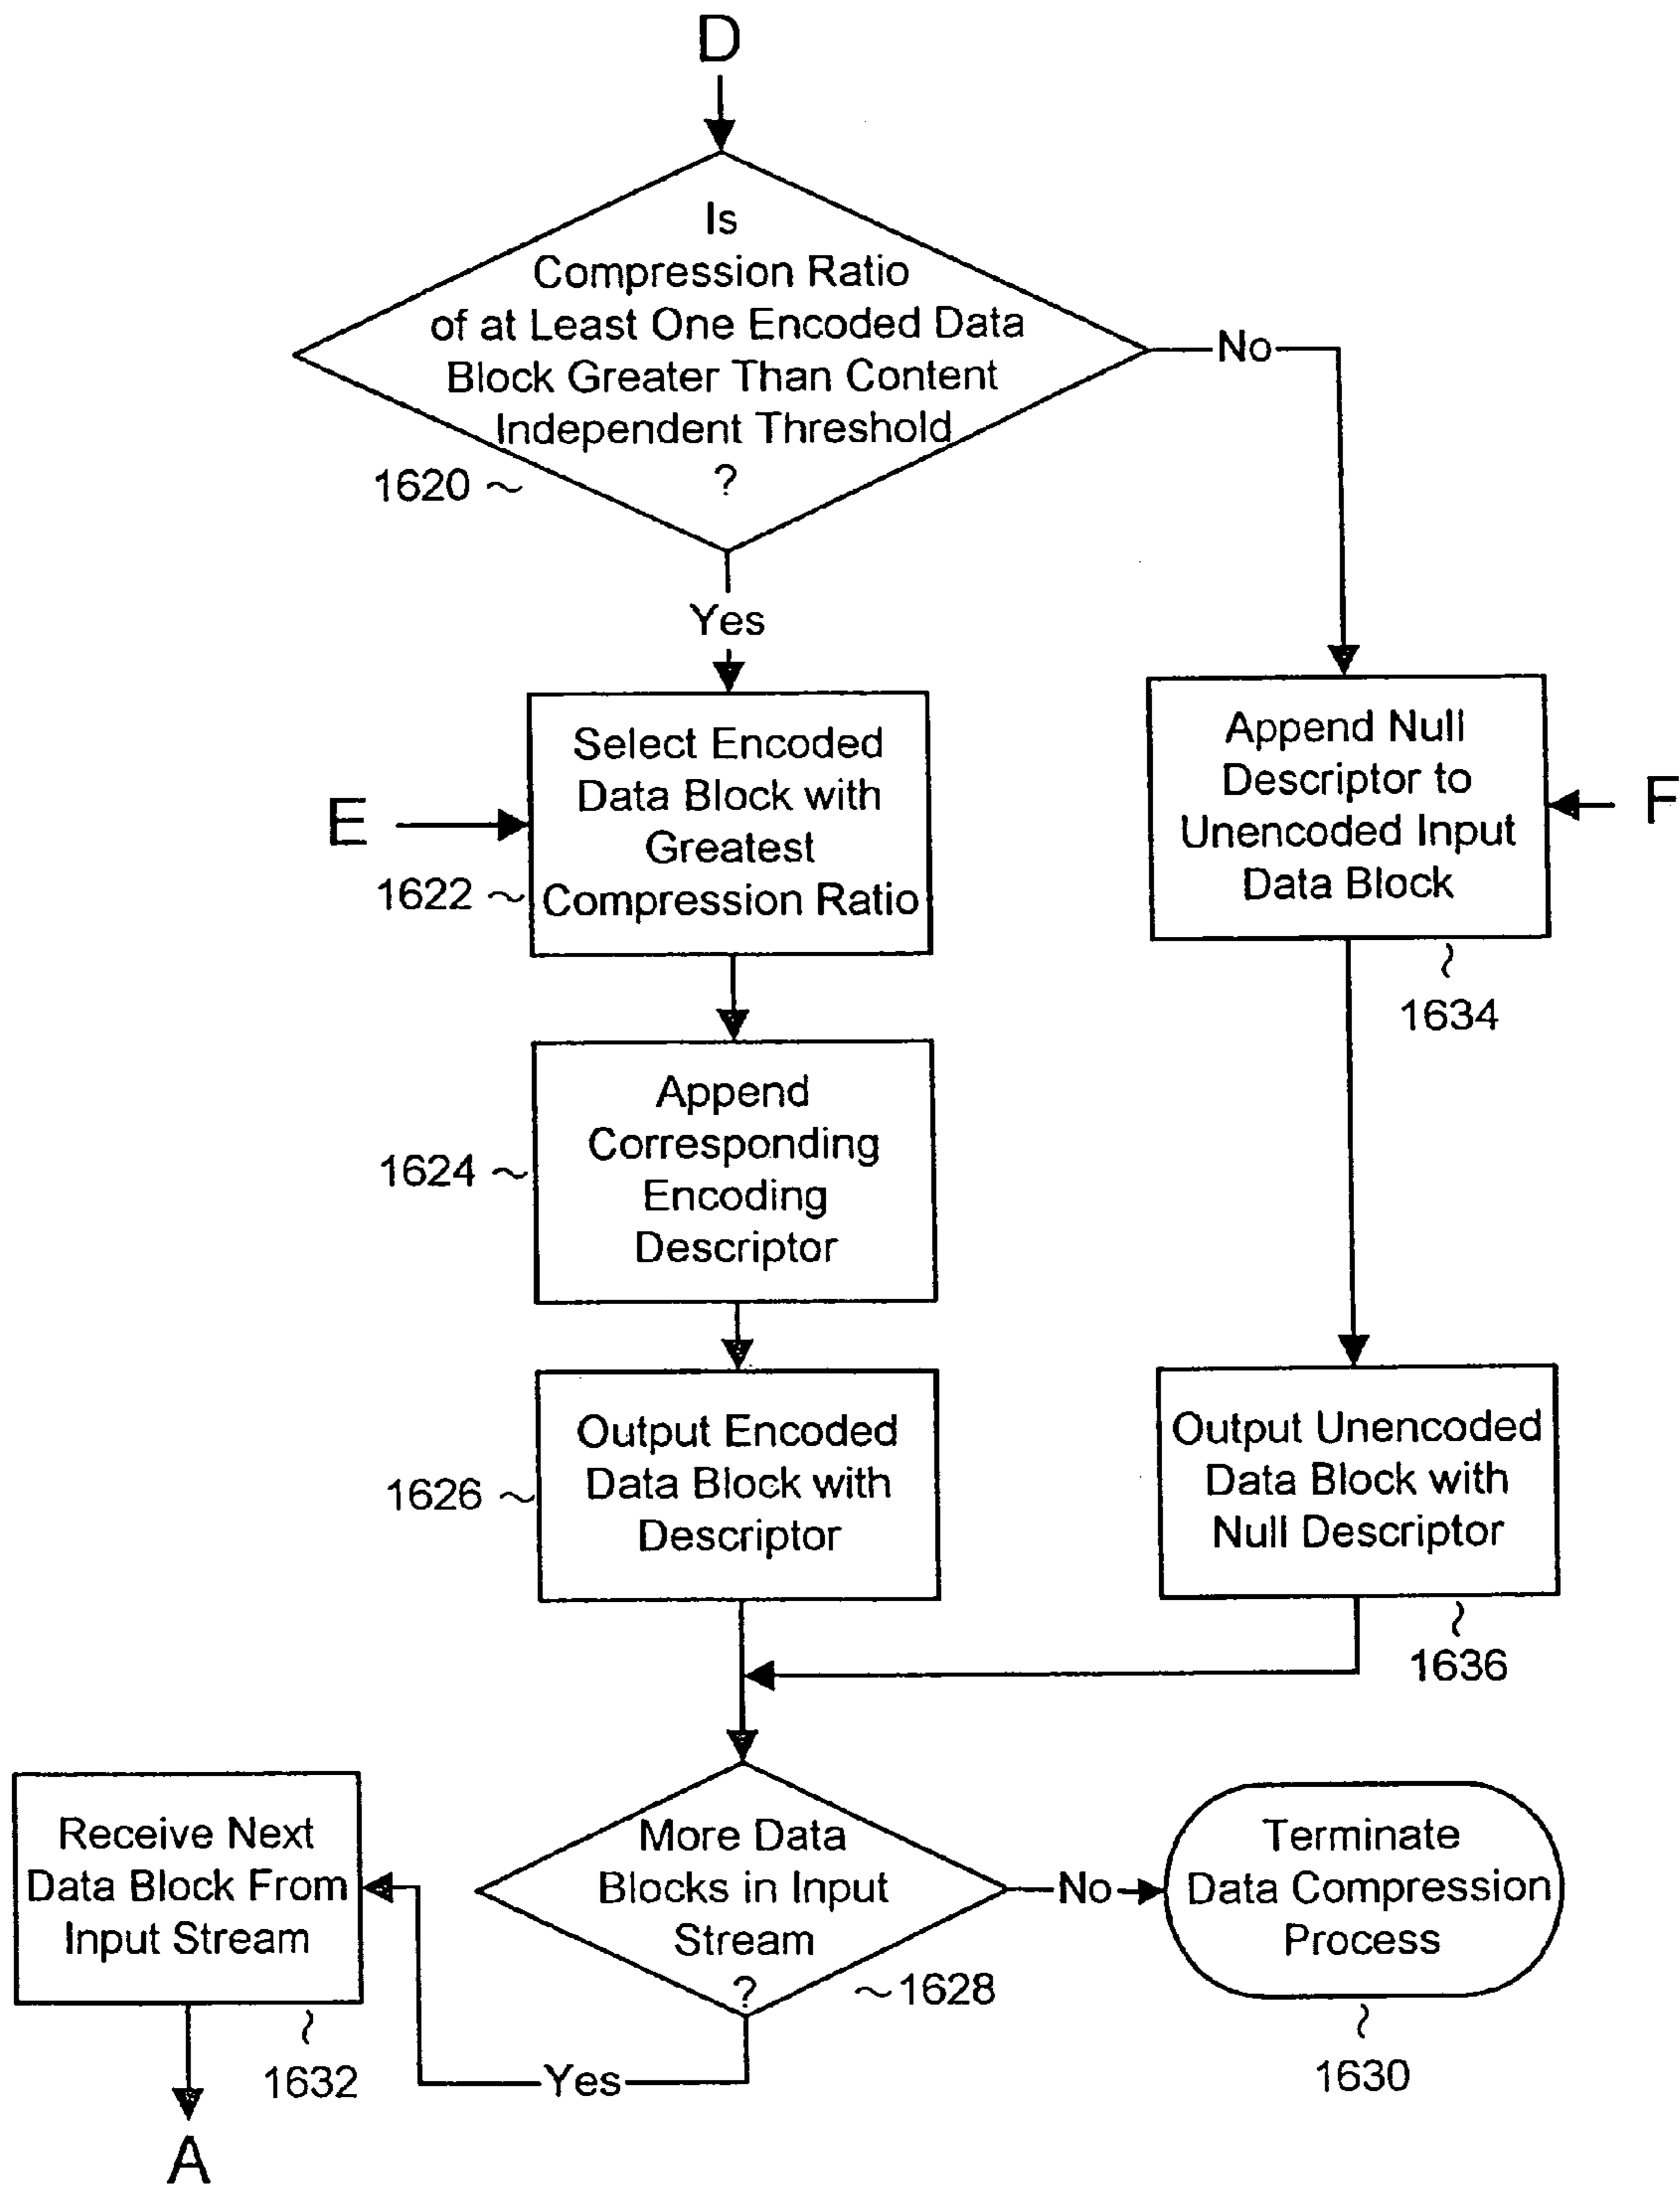 D
Is
Compression Ratio
of at Least One Encoded Data
Block Greater Than Content
Independent Threshold
?
1620
No
Yes
Select Encoded
Data Block with
Greatest
Compression Ratio
E
1622
Append Null
Descriptor to
Unencoded Input
Data Block
F
1634
Append
Corresponding
Encoding
Descriptor
1624
Output Encoded
Data Block with
Descriptor
1626
Output Unencoded
Data Block with
Null Descriptor
1636
Receive Next
Data Block From
Input Stream
1632
More Data
Blocks in Input
Stream
?
1628
No
Terminate
Data Compression
Process
1630
Yes
A